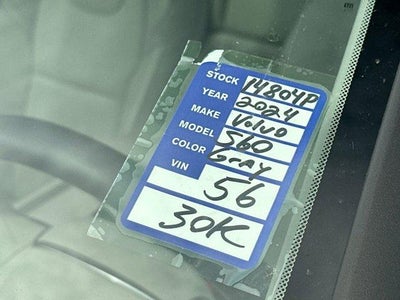 STOCK 14804P
YEAR 2024
MAKE Volvo
MODEL S60
COLOR Gray
VIN 56
30K